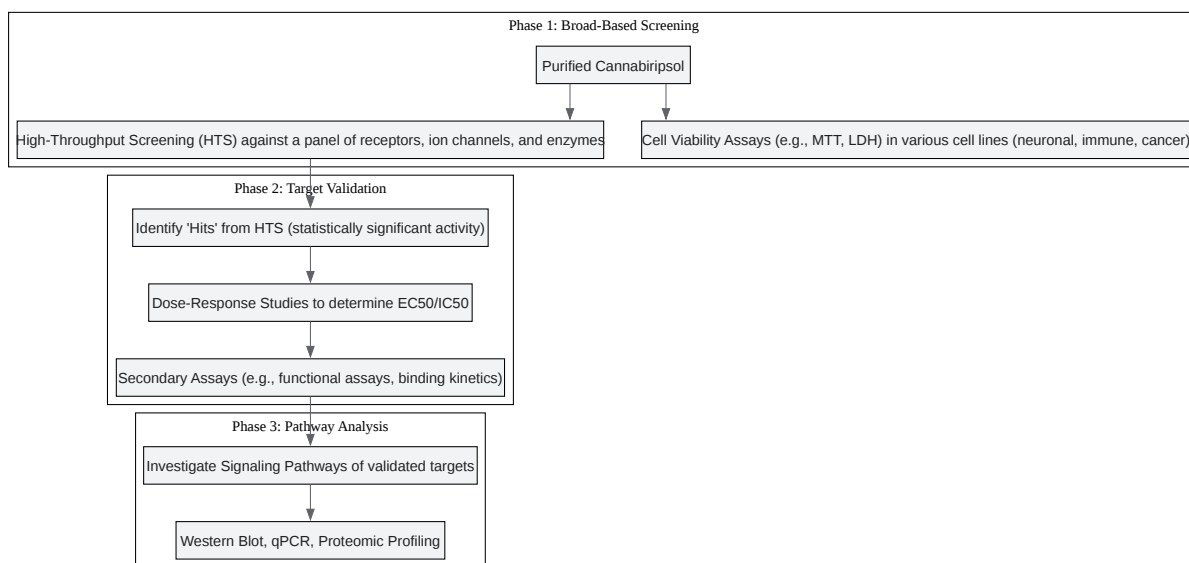 Phase 1: Broad-Based Screening
Purified Cannabiripsol
High-Throughput Screening (HTS) against a panel of receptors, ion channels, and enzymes
Cell Viability Assays (e.g., MTT, LDH) in various cell lines (neuronal, immune, cancer)
Phase 2: Target Validation
Identify 'Hits' from HTS (statistically significant activity)
Dose-Response Studies to determine EC50/IC50
Secondary Assays (e.g., functional assays, binding kinetics)
Phase 3: Pathway Analysis
Investigate Signaling Pathways of validated targets
Western Blot, qPCR, Proteomic Profiling